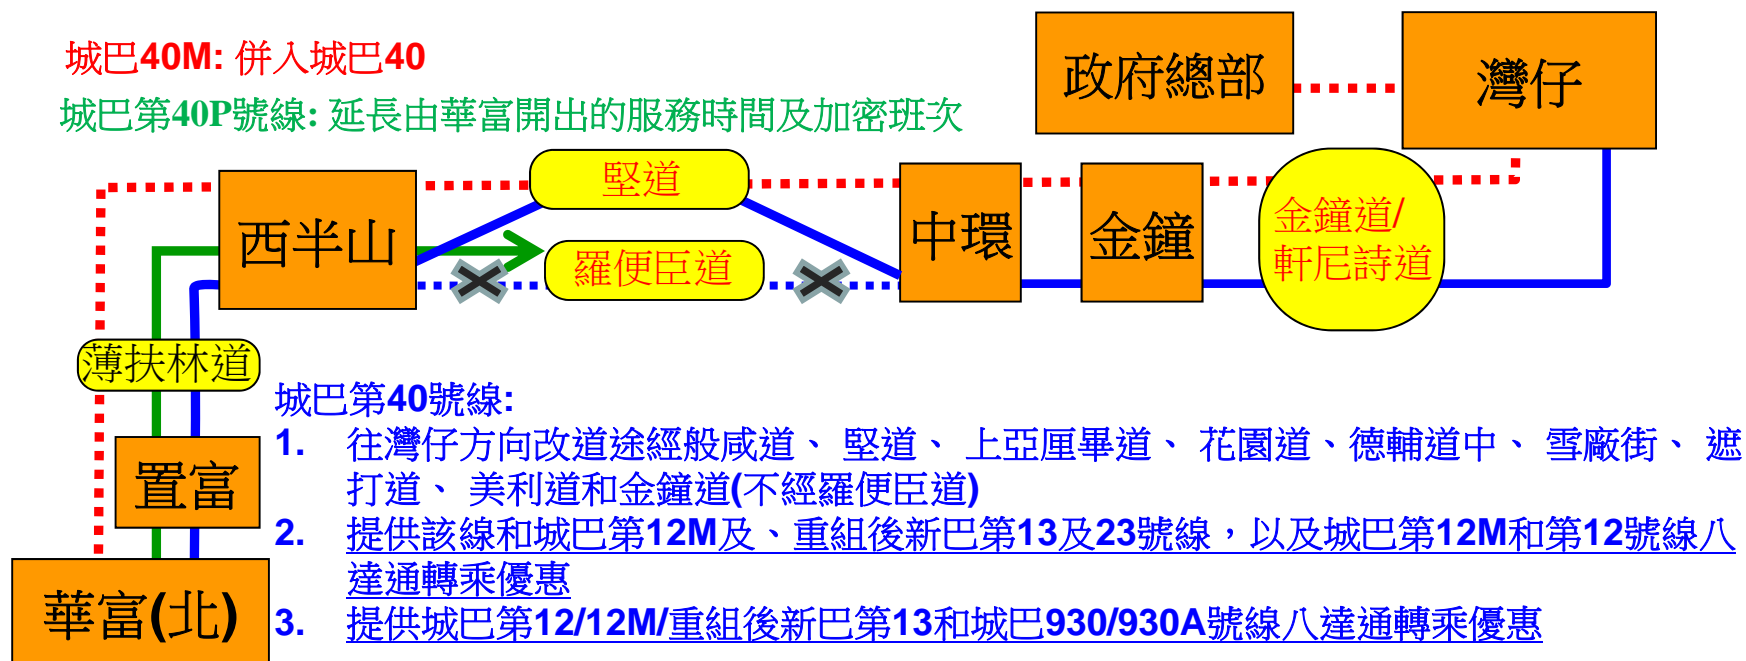 城巴40M: 併入城巴40
城巴第40P號線: 延長由華富開出的服務時間及加密班次
政府總部
灣仔
堅道
西半山
中環
金鐘
金鐘道/
軒尼詩道
羅便臣道
薄扶林道
置富
華富(北)
城巴第40號線:
1. 往灣仔方向改道途經般咸道、 堅道、 上亞厘畢道、 花園道、德輔道中、 雪廠街、 遮
打道、 美利道和金鐘道(不經羅便臣道)
2. 提供該線和城巴第12M及、重組後新巴第13及23號線，以及城巴第12M和第12號線八
達通轉乘優惠
3. 提供城巴第12/12M/重組後新巴第13和城巴930/930A號線八達通轉乘優惠